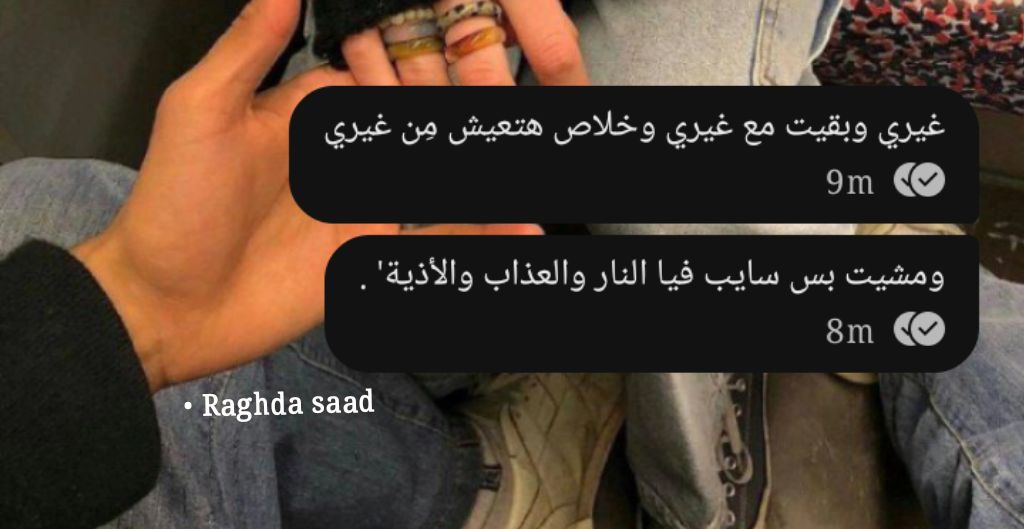 غيري وبقيت مع غيري وخلاص هتعيش مِن غيري
9m
ومشيت بس سايب فيا النار والعذاب والأذية' .
8m
• Raghda saad